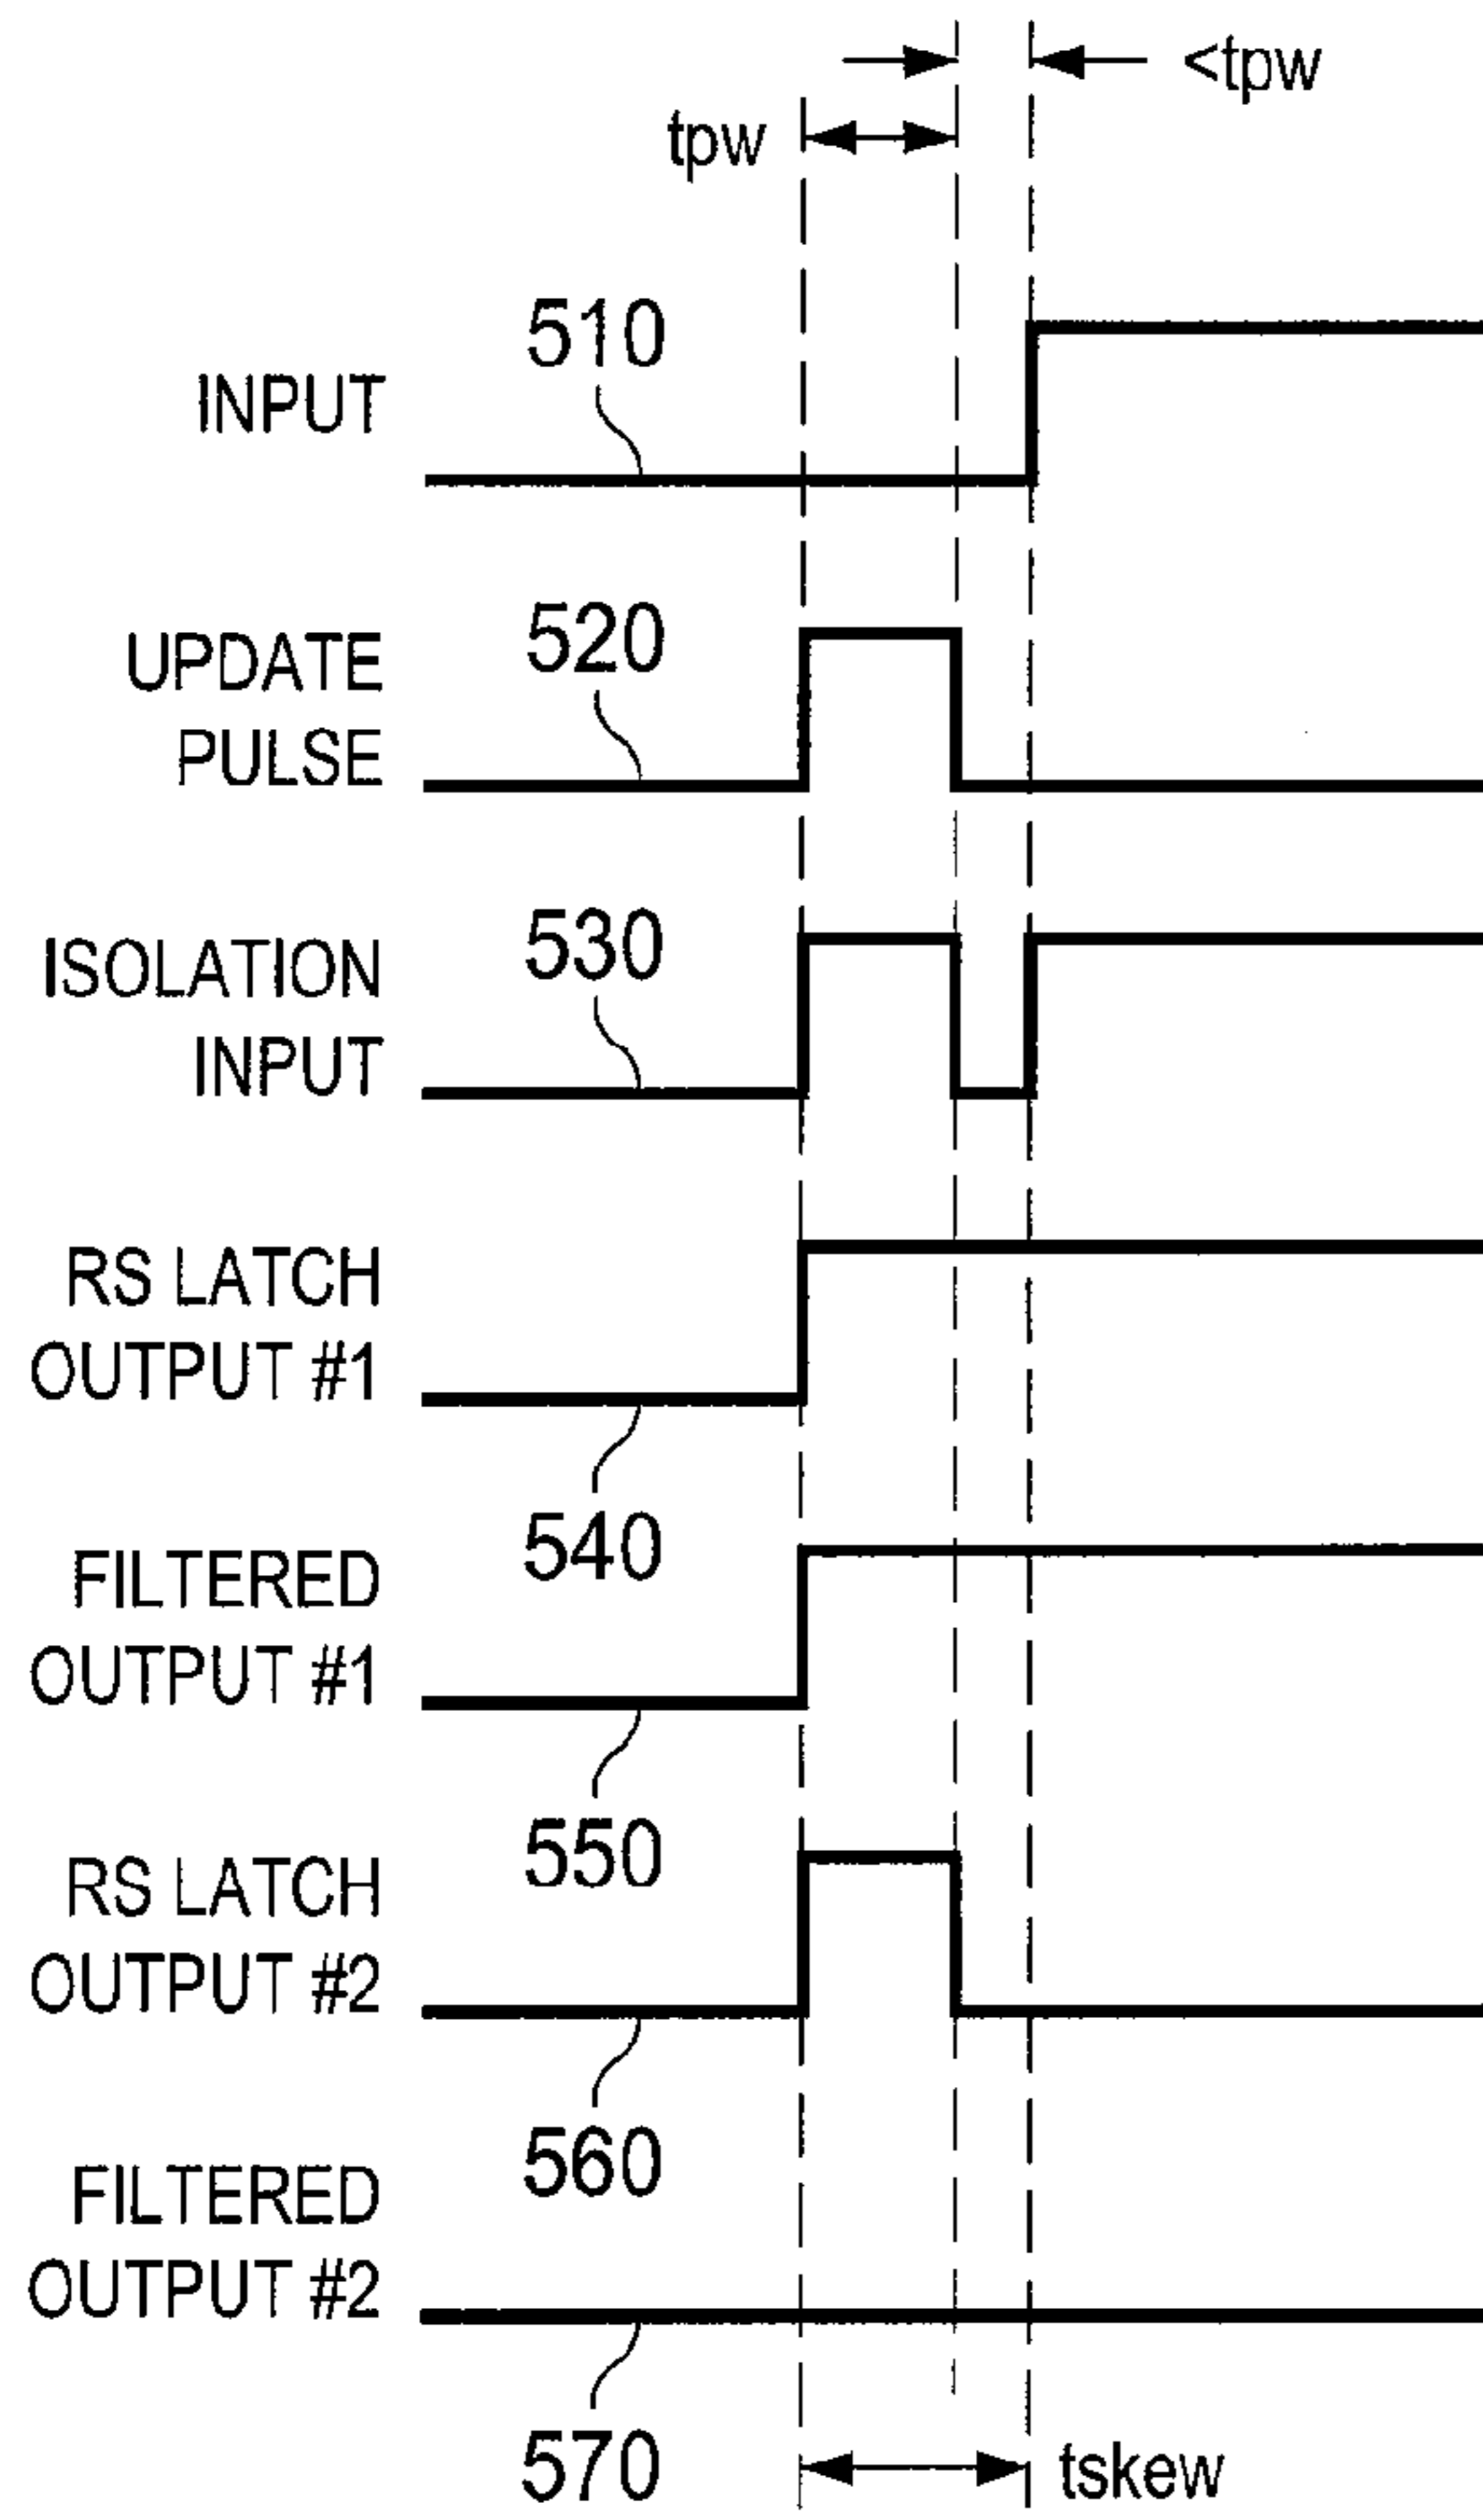 <tpw
tpw
510
INPUT
520
UPDATE
PULSE
530
ISOLATION
INPUT
RS LATCH
OUTPUT #1
540
FILTERED
OUTPUT #1
550
RS LATCH
OUTPUT #2
560
FILTERED
OUTPUT #2
570
tskew